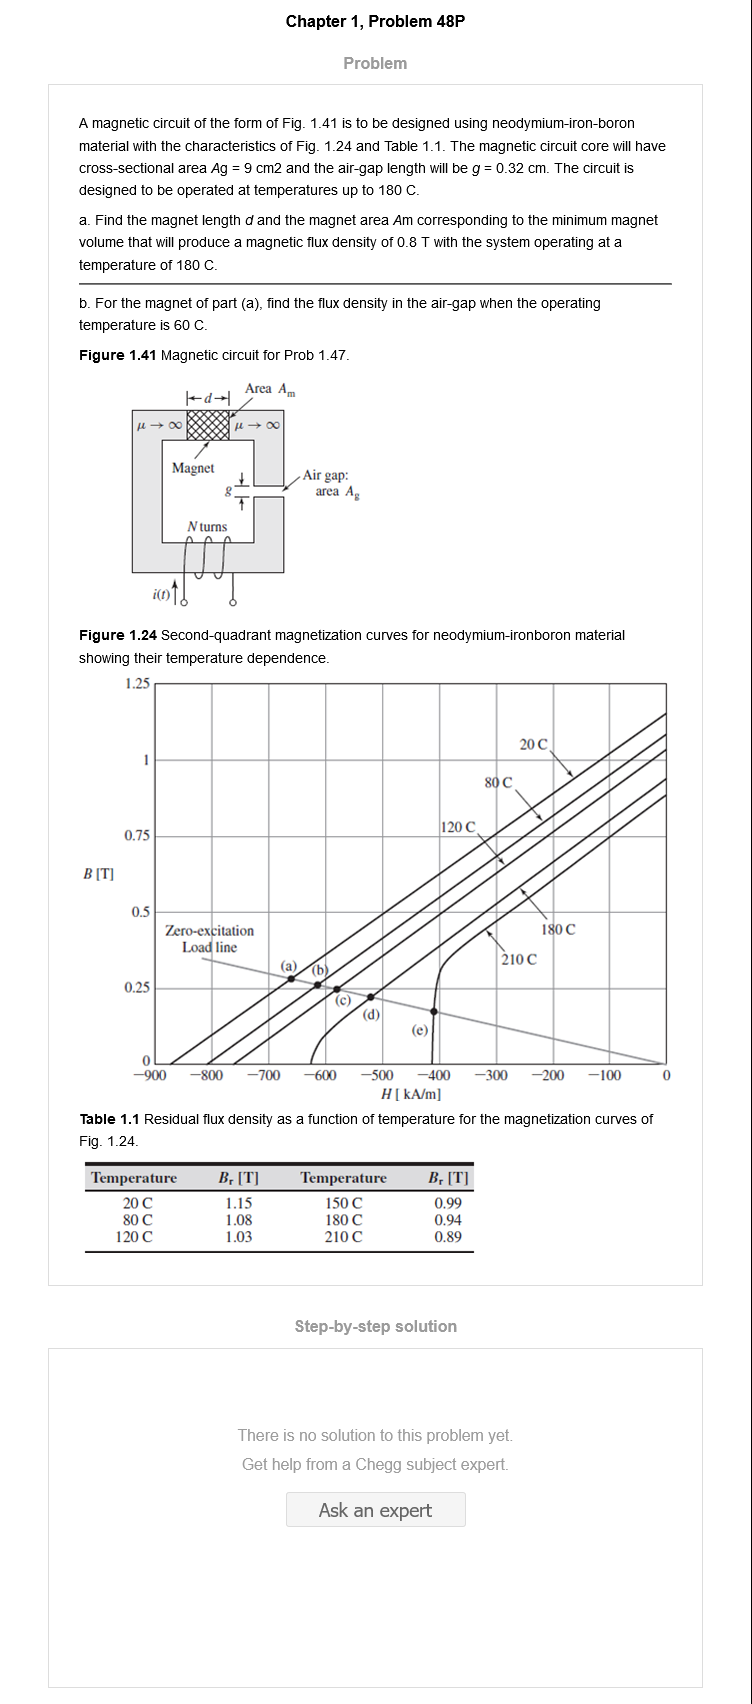 Chapter 1, Problem 48P
Problem
A magnetic circuit of the form of Fig. 1.41 is to be designed using neodymium-iron-boron
material with the characteristics of Fig. 1.24 and Table 1.1. The magnetic circuit core will have
cross-sectional area Ag = 9 cm2 and the air-gap length will be g = 0.32 cm. The circuit is
designed to be operated at temperatures up to 180 C.
a. Find the magnet length d and the magnet area Am corresponding to the minimum magnet
volume that will produce a magnetic flux density of 0.8 T with the system operating at a
temperature of 180 C.
b. For the magnet of part (a), find the flux density in the air-gap when the operating
temperature is 60 C.
Figure 1.41 Magnetic circuit for Prob 1.47.
Area Am
d
μ → ∞ μ → ∞
Magnet
Air gap:
area Ag
g
N turns
i(t)
Figure 1.24 Second-quadrant magnetization curves for neodymium-ironboron material
showing their temperature dependence.
1.25
20 C
1
80 C
120 C
0.75
B [T]
0.5
Zero-excitation
Load line
180 C
210 C
(a) (b)
0.25
(c)
(d)
(e)
0
−900 −800 −700 −600 −500 −400 −300 −200 −100 0
H [ kA/m]
Table 1.1 Residual flux density as a function of temperature for the magnetization curves of
Fig. 1.24.
Temperature Br [T] Temperature Br [T]
20 C 1.15 150 C 0.99
80 C 1.08 180 C 0.94
120 C 1.03 210 C 0.89
Step-by-step solution
There is no solution to this problem yet.
Get help from a Chegg subject expert.
Ask an expert